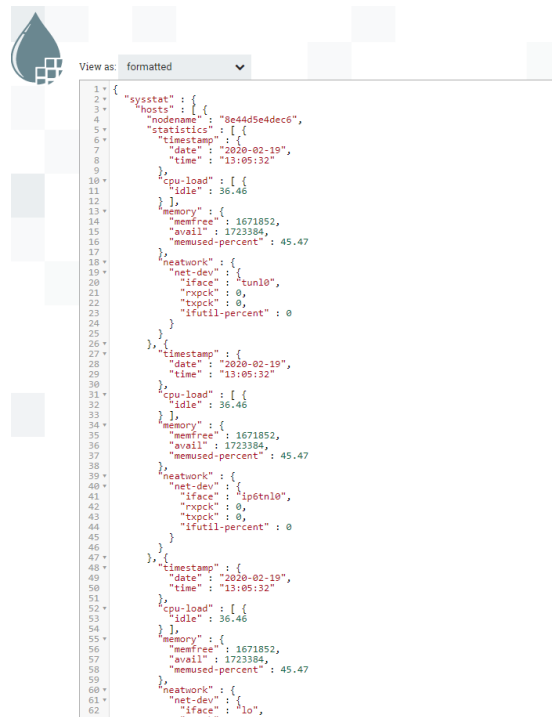 View as: formatted
1 {
2 "sysstat" : {
3 "hosts" : [ {
4 "nodename" : "8e44d5e4dec6",
5 "statistics" : [ {
6 "timestamp" : {
7 "date" : "2020-02-19",
8 "time" : "13:05:32"
9 },
10 "cpu-load" : [ {
11 "idle" : 36.46
12 } ],
13 "memory" : {
14 "memfree" : 1671852,
15 "avail" : 1723384,
16 "memused-percent" : 45.47
17 },
18 "neatwork" : {
19 "net-dev" : {
20 "iface" : "tunl0",
21 "rxpck" : 0,
22 "txpck" : 0,
23 "ifutil-percent" : 0
24 }
25 }
26 }, {
27 "timestamp" : {
28 "date" : "2020-02-19",
29 "time" : "13:05:32"
30 },
31 "cpu-load" : [ {
32 "idle" : 36.46
33 } ],
34 "memory" : {
35 "memfree" : 1671852,
36 "avail" : 1723384,
37 "memused-percent" : 45.47
38 },
39 "neatwork" : {
40 "net-dev" : {
41 "iface" : "ip6tnl0",
42 "rxpck" : 0,
43 "txpck" : 0,
44 "ifutil-percent" : 0
45 }
46 }
47 }, {
48 "timestamp" : {
49 "date" : "2020-02-19",
50 "time" : "13:05:32"
51 },
52 "cpu-load" : [ {
53 "idle" : 36.46
54 } ],
55 "memory" : {
56 "memfree" : 1671852,
57 "avail" : 1723384,
58 "memused-percent" : 45.47
59 },
60 "neatwork" : {
61 "net-dev" : {
62 "iface" : "lo",